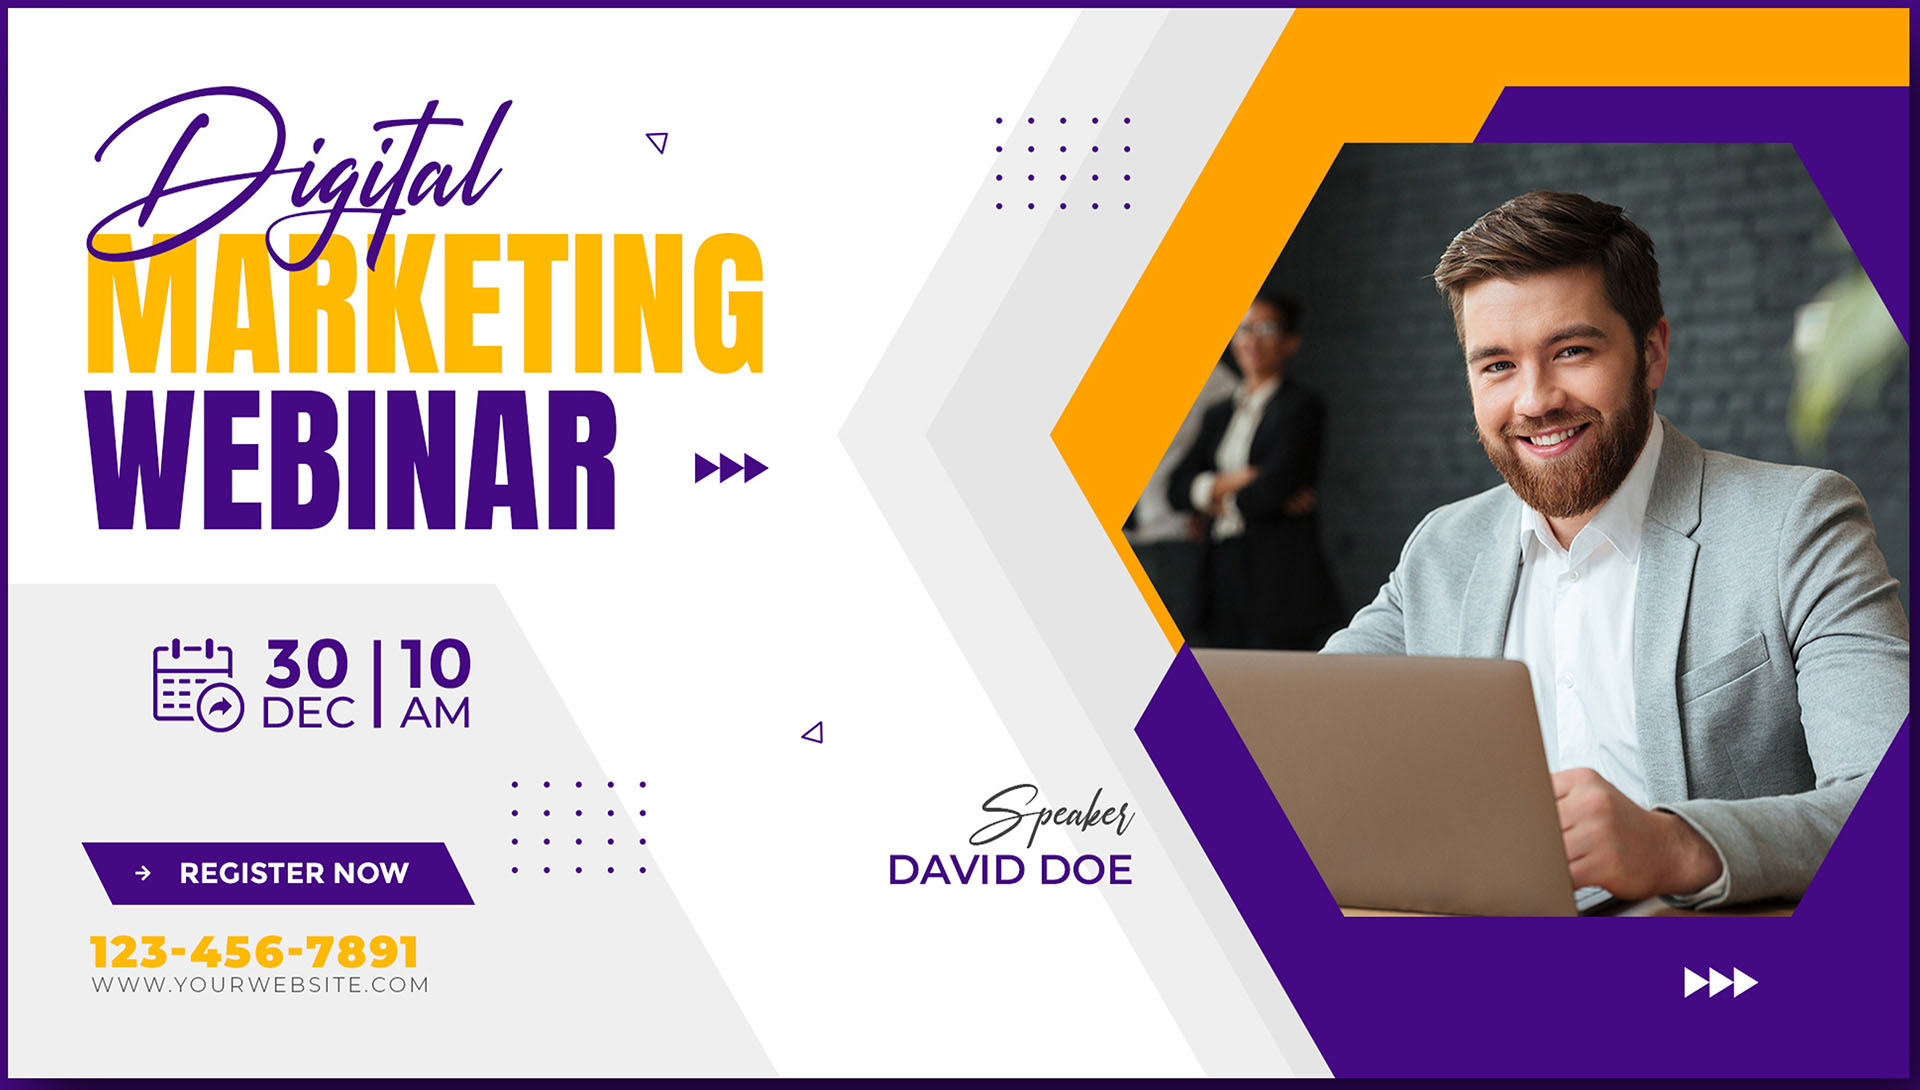 Digital
MARKETING
WEBINAR
30 DEC | 10 AM
REGISTER NOW
123-456-7891
WWW.YOURWEBSITE.COM
Speaker
DAVID DOE